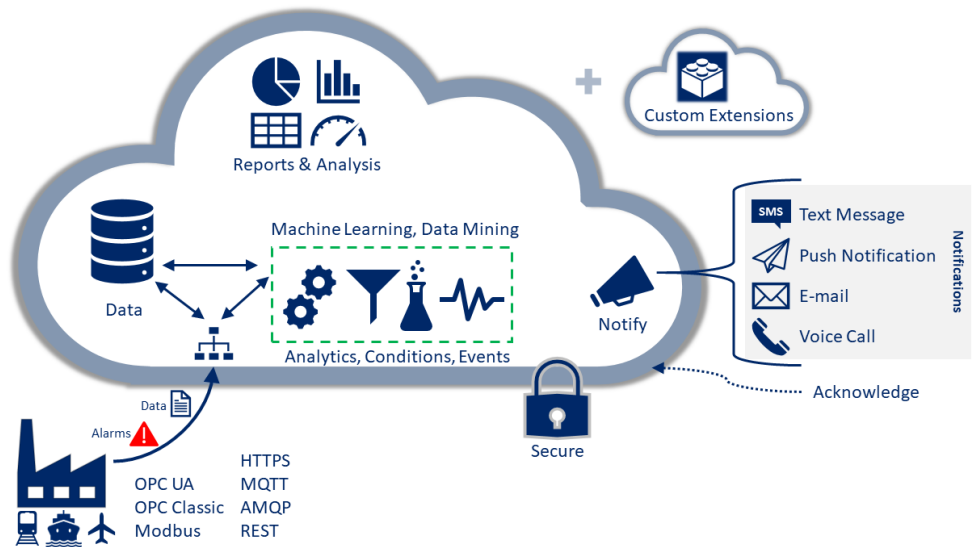 Custom Extensions
Reports & Analysis
Machine Learning, Data Mining
Data
Analytics, Conditions, Events
Notify
SMS
Text Message
Push Notification
E-mail
Voice Call
Notifications
Acknowledge
Secure
Data
Alarms
HTTPS
OPC UA MQTT
OPC Classic AMQP
Modbus REST